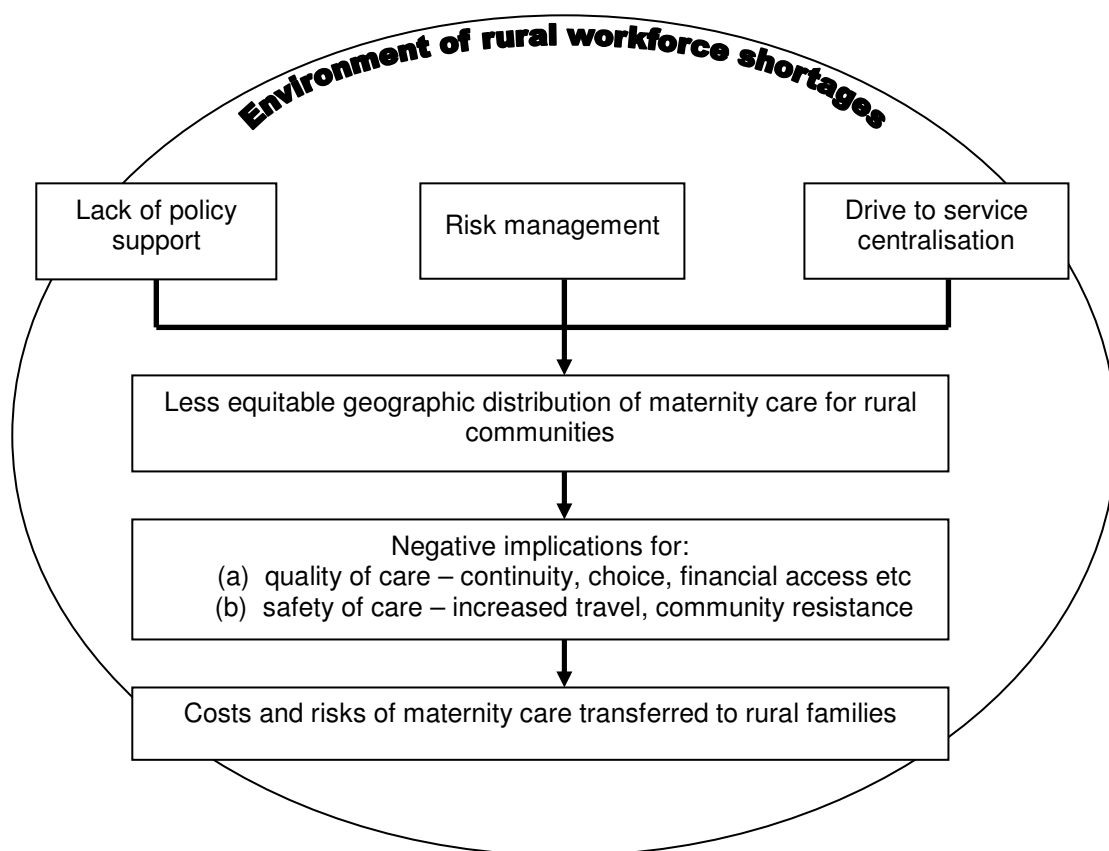 Environment of rural workforce shortages
Lack of policy
support
Risk management
Drive to service
centralisation
Less equitable geographic distribution of maternity care for rural
communities
Negative implications for:
(a) quality of care – continuity, choice, financial access etc
(b) safety of care – increased travel, community resistance
Costs and risks of maternity care transferred to rural families